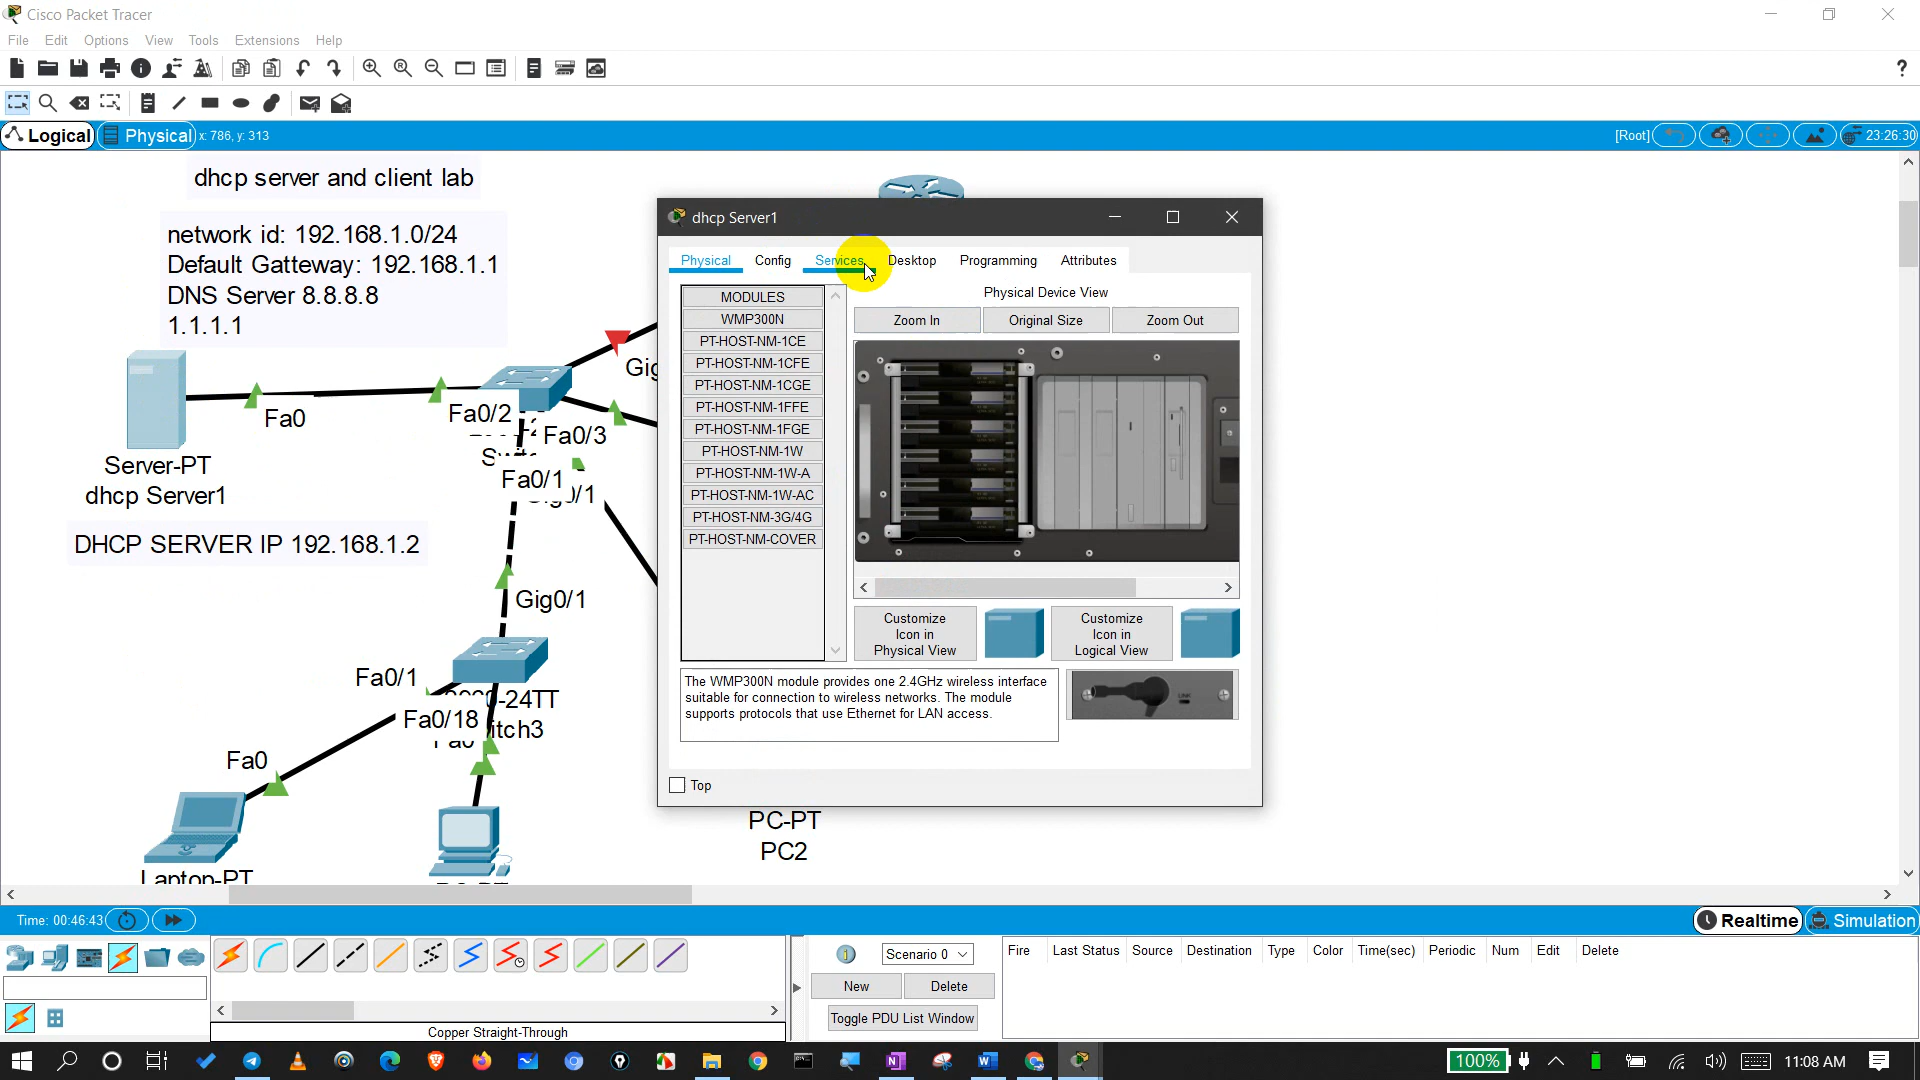 Cisco Packet Tracer
File Edit Options View Tools Extensions Help
Logical Physical x: 786, y: 313 [Root] 23:26:30
dhcp server and client lab
network id: 192.168.1.0/24
Default Gatteway: 192.168.1.1
DNS Server 8.8.8.8
1.1.1.1
Fa0
Fa0/2
Fa0/3
Fa0/1
Gig0/1
Server-PT
dhcp Server1
DHCP SERVER IP 192.168.1.2
Gig0/1
Fa0/1
Fa0/18
Fa0
Laptop-PT
PC-PT
PC2
dhcp Server1
Physical Config Services Desktop Programming Attributes
MODULES
WMP300N
PT-HOST-NM-1CE
PT-HOST-NM-1CFE
PT-HOST-NM-1CGE
PT-HOST-NM-1FFE
PT-HOST-NM-1FGE
PT-HOST-NM-1W
PT-HOST-NM-1W-A
PT-HOST-NM-1W-AC
PT-HOST-NM-3G/4G
PT-HOST-NM-COVER
Physical Device View
Zoom In Original Size Zoom Out
Customize
Icon in
Physical View
Customize
Icon in
Logical View
The WMP300N module provides one 2.4GHz wireless interface
suitable for connection to wireless networks. The module
supports protocols that use Ethernet for LAN access.
Top
Time: 00:46:43 Realtime Simulation
Scenario 0
New Delete
Toggle PDU List Window
Fire Last Status Source Destination Type Color Time(sec) Periodic Num Edit Delete
Copper Straight-Through
100% 11:08 AM